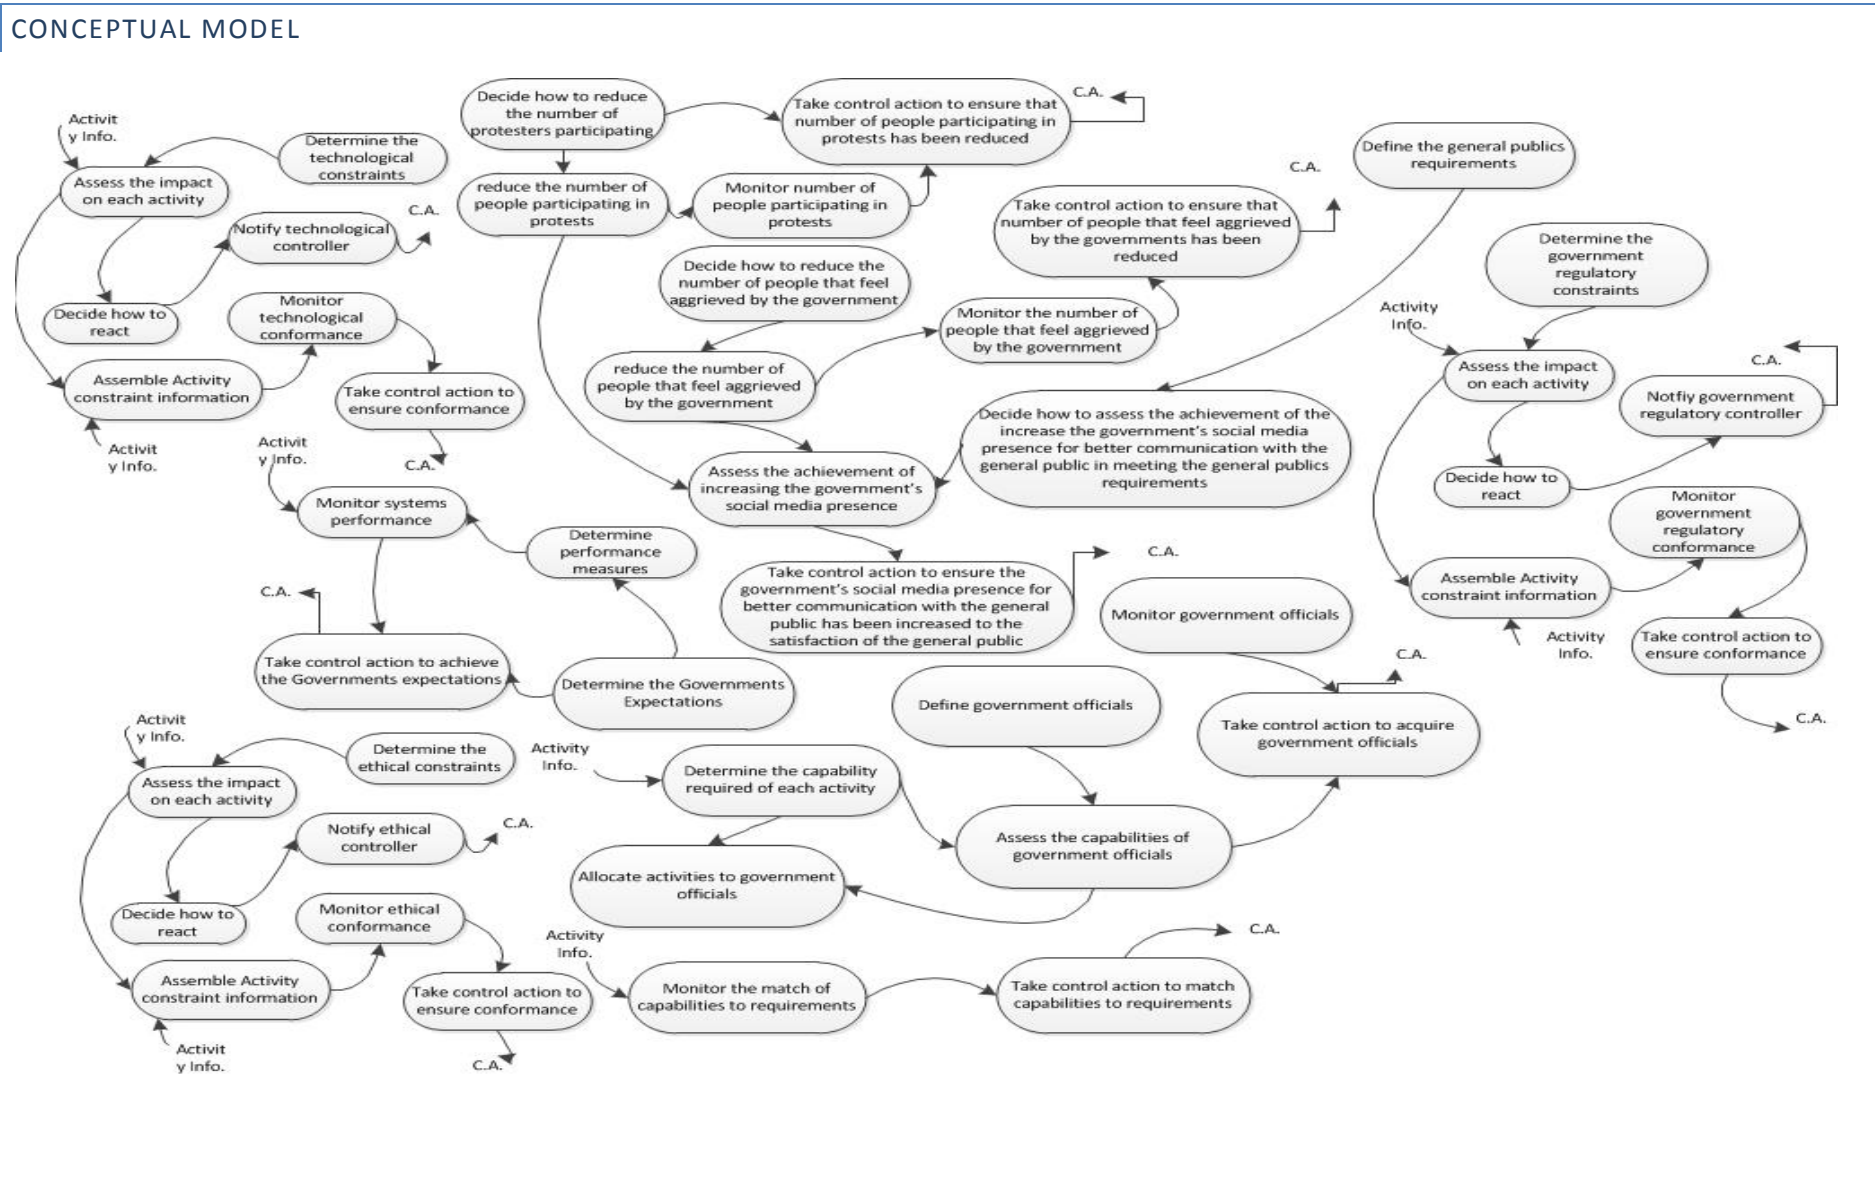 CONCEPTUAL MODEL
Activit
y Info.
Determine the
technological
constraints
Assess the impact
on each activity
Notify technological
controller
C.A.
Decide how to
react
Monitor
technological
conformance
Assemble Activity
constraint information
Take control action to
ensure conformance
Activit
y Info.
C.A.
Decide how to reduce
the number of
protesters participating
Take control action to ensure that
number of people participating in
protests has been reduced
C.A.
reduce the number of
people participating in
protests
Monitor number of
people participating in
protests
Decide how to reduce the
number of people that feel
aggrieved by the government
Take control action to ensure that
number of people that feel aggrieved
by the governments has been
reduced
C.A.
Monitor the number of
people that feel aggrieved
by the government
reduce the number of
people that feel aggrieved
by the government
Define the general publics
requirements
Decide how to assess the achievement of the
increase the government's social media
presence for better communication with the
general public in meeting the general publics
requirements
Assess the achievement of
increasing the government's
social media presence
Take control action to ensure the
government's social media presence for
better communication with the general
public has been increased to the
satisfaction of the general public
C.A.
Determine the
government
regulatory
constraints
Activity
Info.
Assess the impact
on each activity
C.A.
Notfiy government
regulatory controller
Decide how to
react
Monitor
government
regulatory
conformance
Assemble Activity
constraint information
Activity
Info.
Take control action to
ensure conformance
C.A.
Activit
y Info.
Monitor systems
performance
Determine
performance
measures
C.A.
Take control action to achieve
the Governments expectations
Determine the Governments
Expectations
Monitor government officials
C.A.
Define government officials
Take control action to acquire
government officials
Activity
Info.
Determine the capability
required of each activity
Assess the capabilities of
government officials
Allocate activities to government
officials
Activity
Info.
Monitor the match of
capabilities to requirements
Take control action to match
capabilities to requirements
C.A.
Activit
y Info.
Determine the
ethical constraints
Assess the impact
on each activity
Notify ethical
controller
C.A.
Decide how to
react
Monitor ethical
conformance
Assemble Activity
constraint information
Take control action to
ensure conformance
Activit
y Info.
C.A.